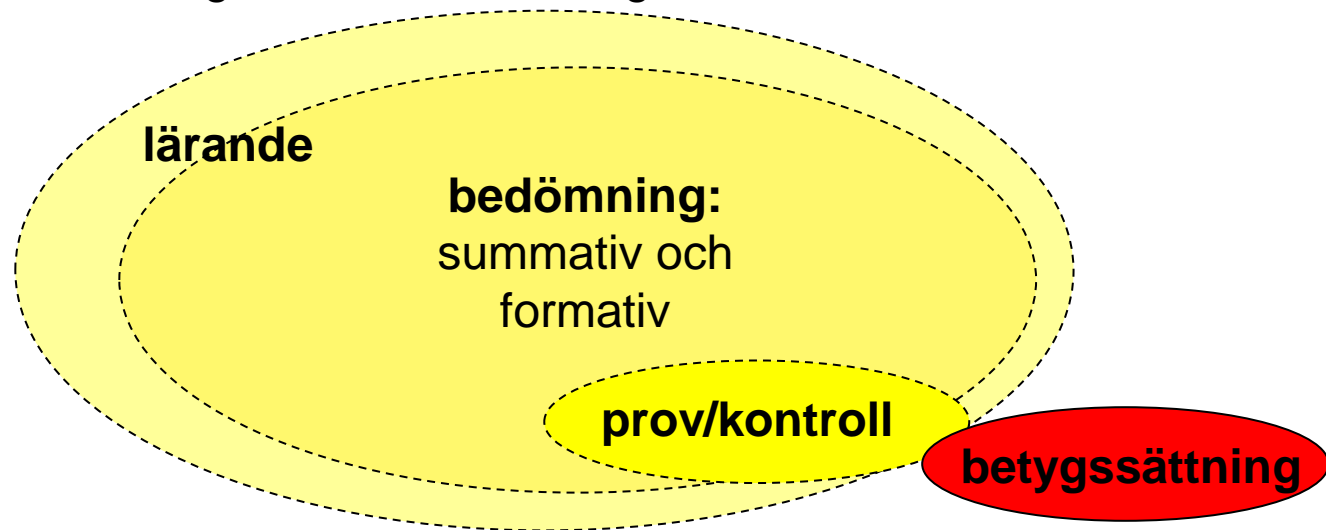 lärande
bedömning:
summativ och
formativ
prov/kontroll
betygssättning